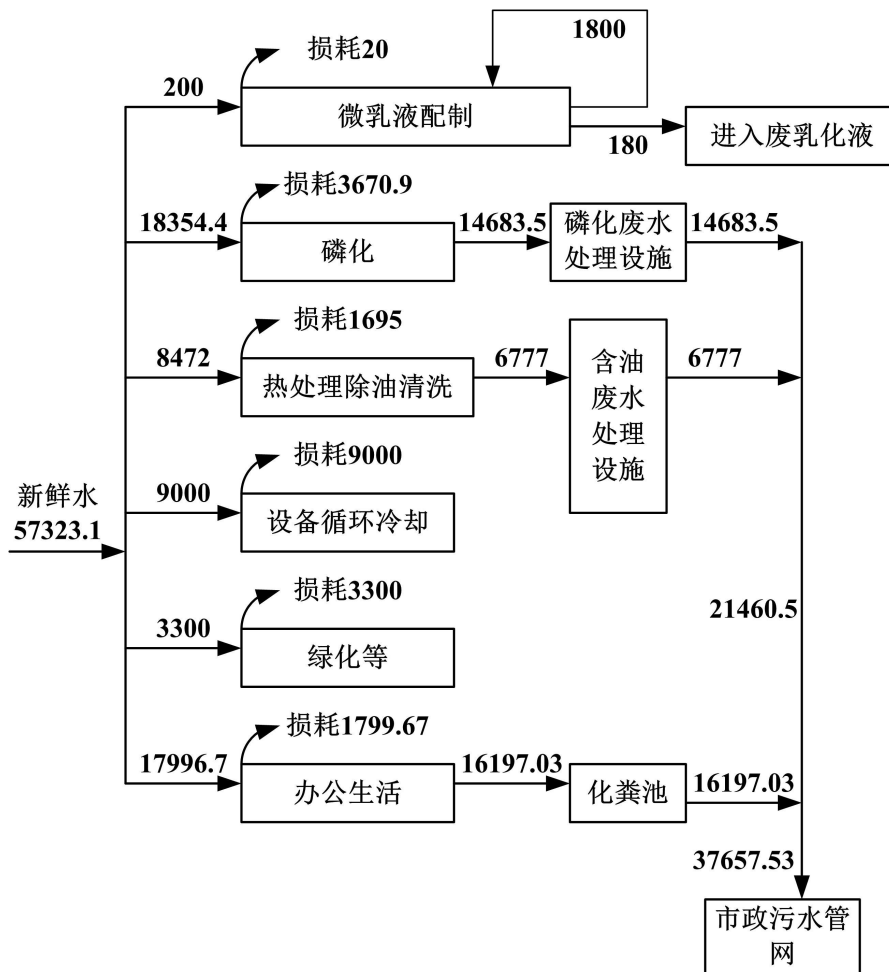 损耗20
1800
200
微乳液配制
180
进入废乳化液
损耗3670.9
18354.4
磷化
14683.5
磷化废水
处理设施
14683.5
损耗1695
8472
热处理除油清洗
6777
含油
废水
处理
设施
6777
损耗9000
9000
设备循环冷却
新鲜水
57323.1
损耗3300
3300
绿化等
21460.5
损耗1799.67
17996.7
办公生活
16197.03
化粪池
16197.03
37657.53
市政污水管
网